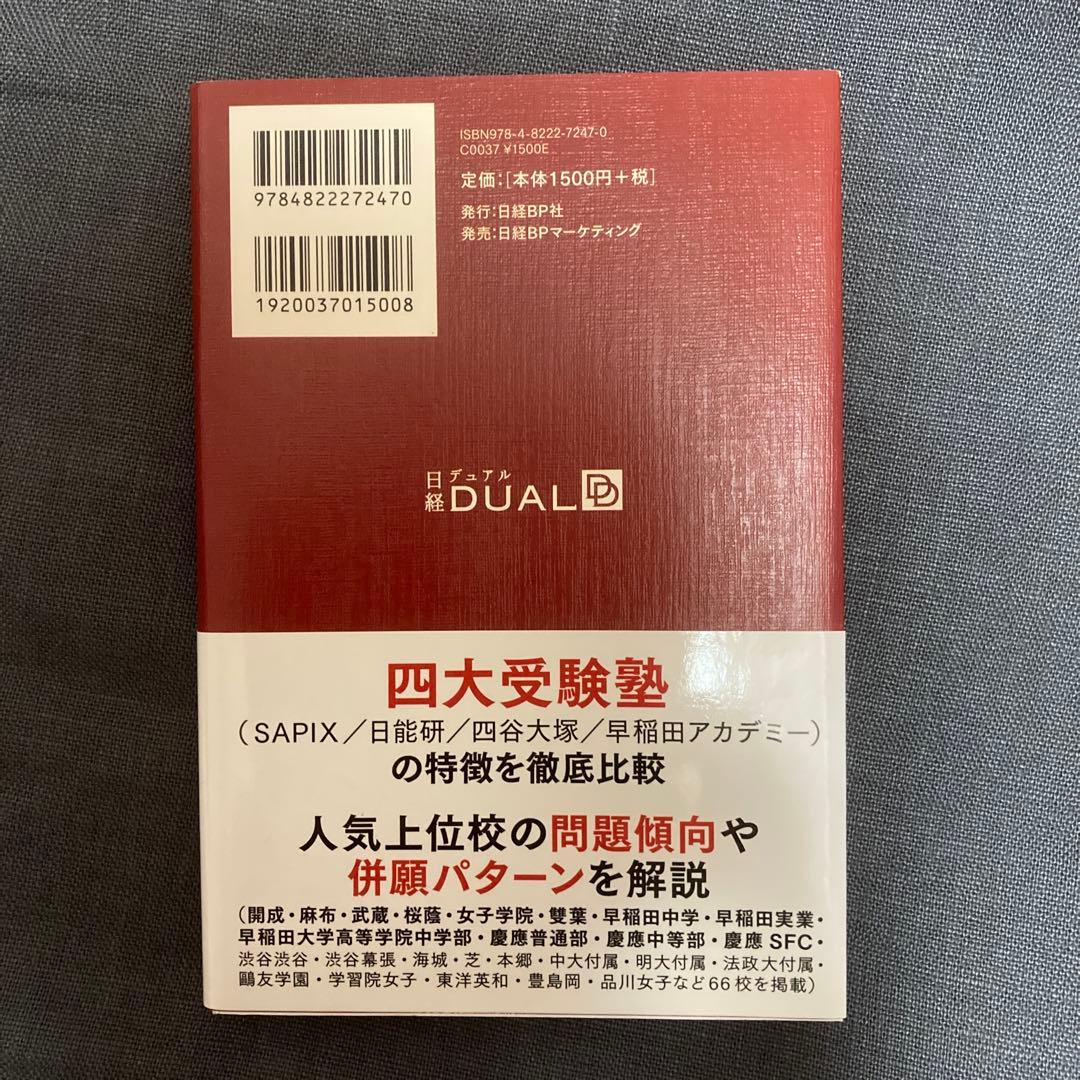 9784822272470
1920037015008
ISBN978-4-8222-7247-0
C0037 ¥1500E
定価:[本体1500円+税]
発行:日経BP社
発売:日経BPマーケティング
日経デュアル
DUAL
四大受験塾
(SAPIX/日能研/四谷大塚/早稲田アカデミー)
の特徴を徹底比較
人気上位校の問題傾向や
併願パターンを解説
(開成・麻布・武蔵・桜蔭・女子学院・雙葉・早稲田中学・早稲田実業・
早稲田大学高等学院中学部・慶應普通部・慶應中等部・慶應SFC・
渋谷渋谷・渋谷幕張・海城・芝・本郷・中大付属・明大付属・法政大付属・
鷗友学園・学習院女子・東洋英和・豊島岡・品川女子など66校を掲載)